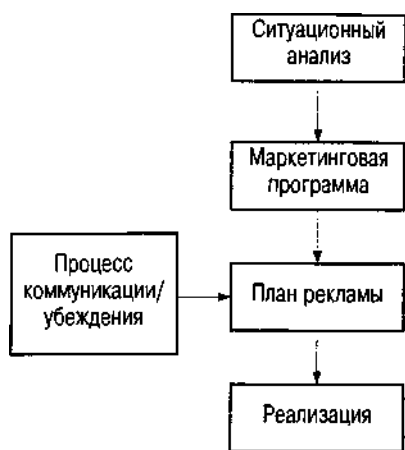 Ситуационный
анализ
Маркетинговая
программа
Процесс
коммуникации/
убеждения
План рекламы
Реализация